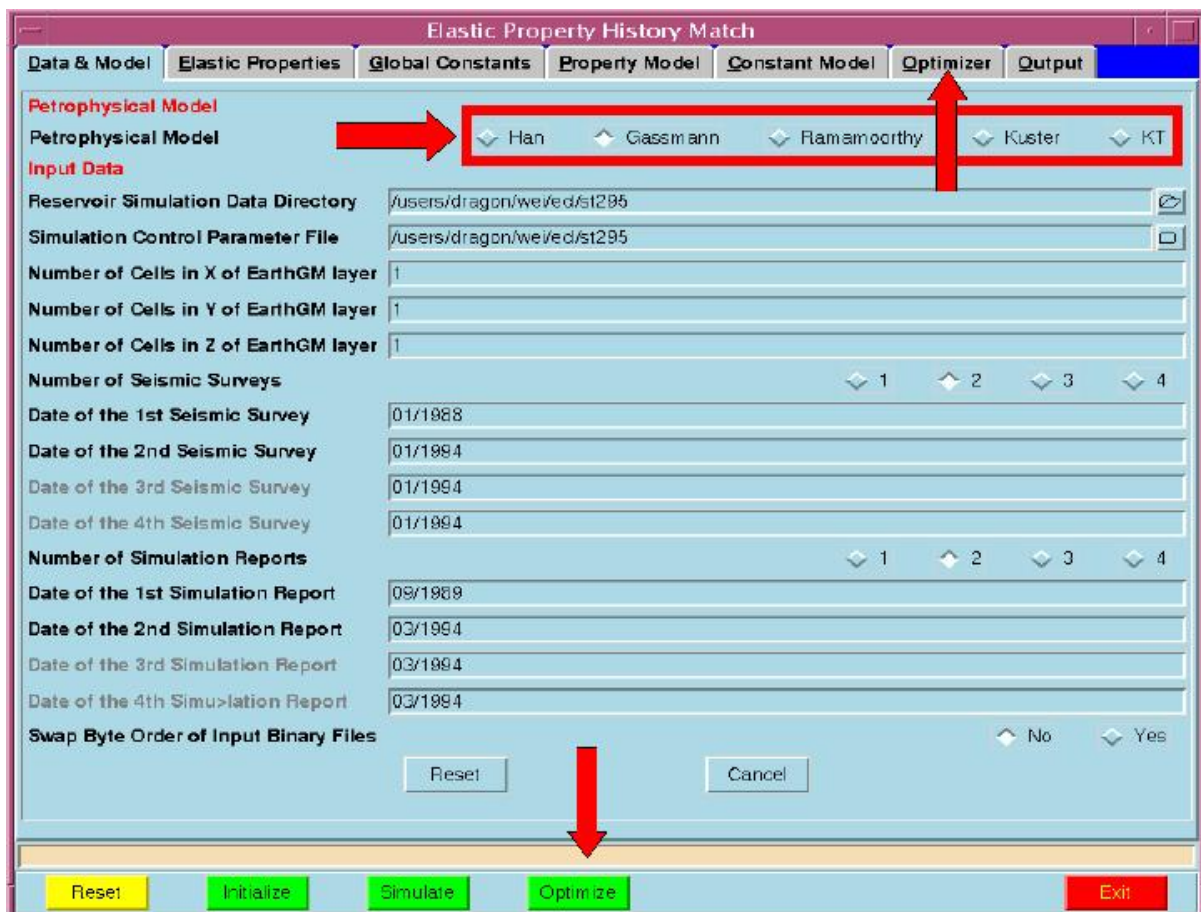 Elastic Property History Match
Data & Model Elastic Properties Global Constants Property Model Constant Model Optimizer Output
Petrophysical Model
Petrophysical Model Han Gassmann Ramamoorthy Kuster KT
Input Data
Reservoir Simulation Data Directory /users/dragon/wei/ecl/st295
Simulation Control Parameter File /users/dragon/wei/ecl/st295
Number of Cells in X of EarthGM layer 1
Number of Cells in Y of EarthGM layer 1
Number of Cells in Z of EarthGM layer 1
Number of Seismic Surveys 1 2 3 4
Date of the 1st Seismic Survey 01/1988
Date of the 2nd Seismic Survey 01/1994
Date of the 3rd Seismic Survey 01/1994
Date of the 4th Seismic Survey 01/1994
Number of Simulation Reports 1 2 3 4
Date of the 1st Simulation Report 09/1989
Date of the 2nd Simulation Report 03/1994
Date of the 3rd Simulation Report 03/1994
Date of the 4th Simu>lation Report 03/1994
Swap Byte Order of Input Binary Files No Yes
Reset Cancel
Reset Initialize Simulate Optimize Exit